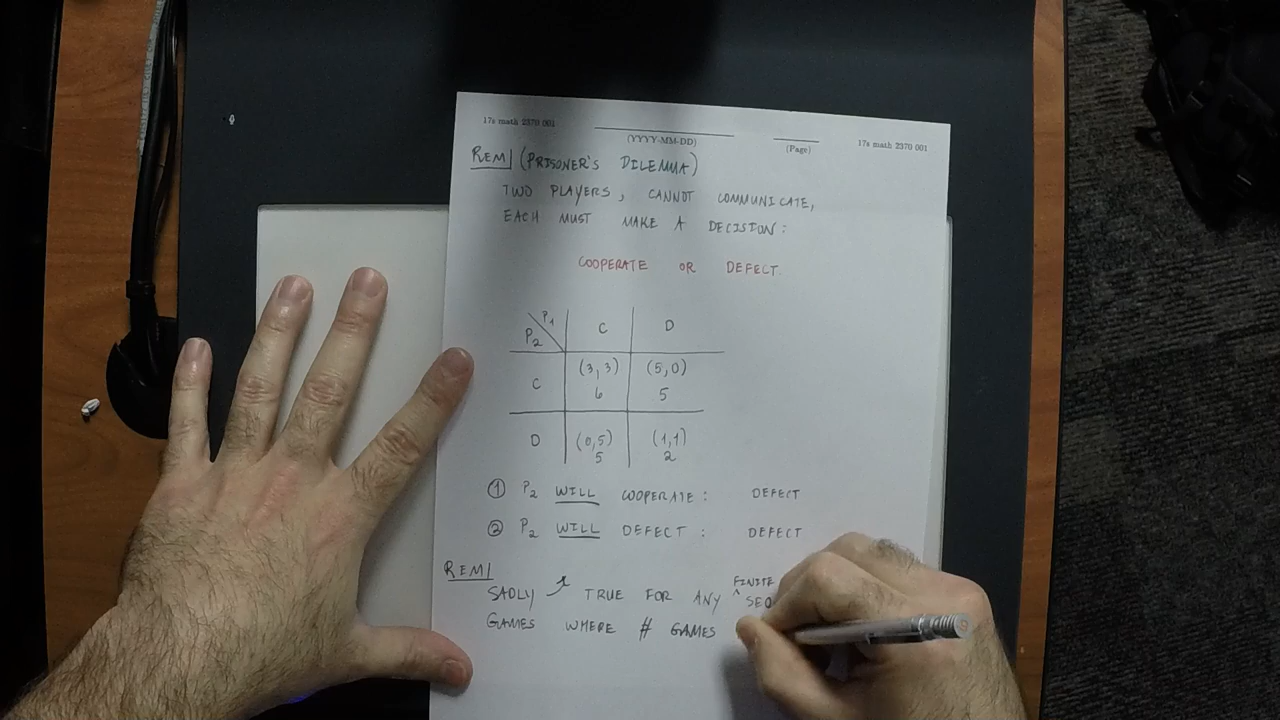 17s math 2370 001
(YYYY-MM-DD)
(Page)
17s math 2370 001
REM| (PRISONER'S DILEMMA)
TWO PLAYERS, CANNOT COMMUNICATE,
EACH MUST MAKE A DECISION:
COOPERATE OR DEFECT.
P1
P2
C D
C (3,3) (5,0)
6 5
D (0,5) (1,1)
5 2
① P2 WILL COOPERATE: DEFECT
② P2 WILL DEFECT: DEFECT
REM|
SADLY TRUE FOR ANY ^FINITE
GAMES WHERE # GAMES